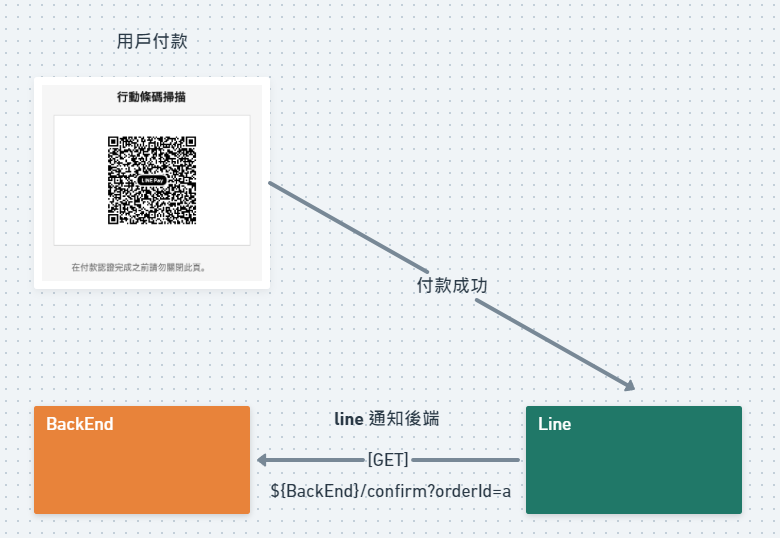 用戶付款
行動條碼掃描
LINE Pay
在付款認證完成之前請勿關閉此頁。
付款成功
line 通知後端
BackEnd
Line
[GET]
${BackEnd}/confirm?orderId=a